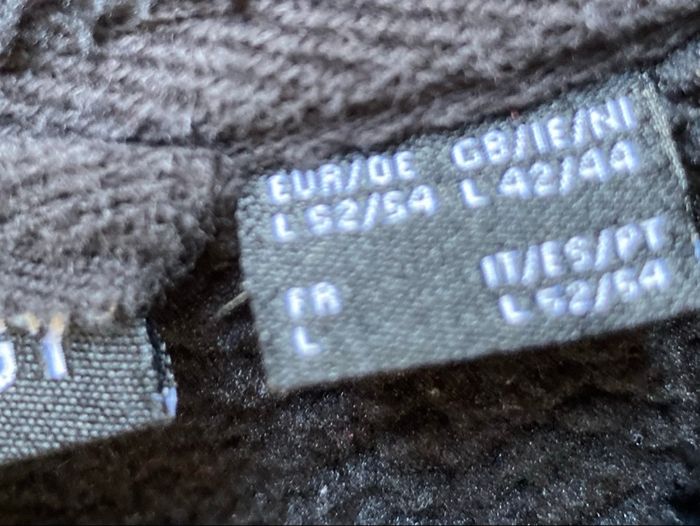 EUR/DE GB/IE/NI
L 52/54 L 42/44
FR IT/ES/PT
L L 52/54